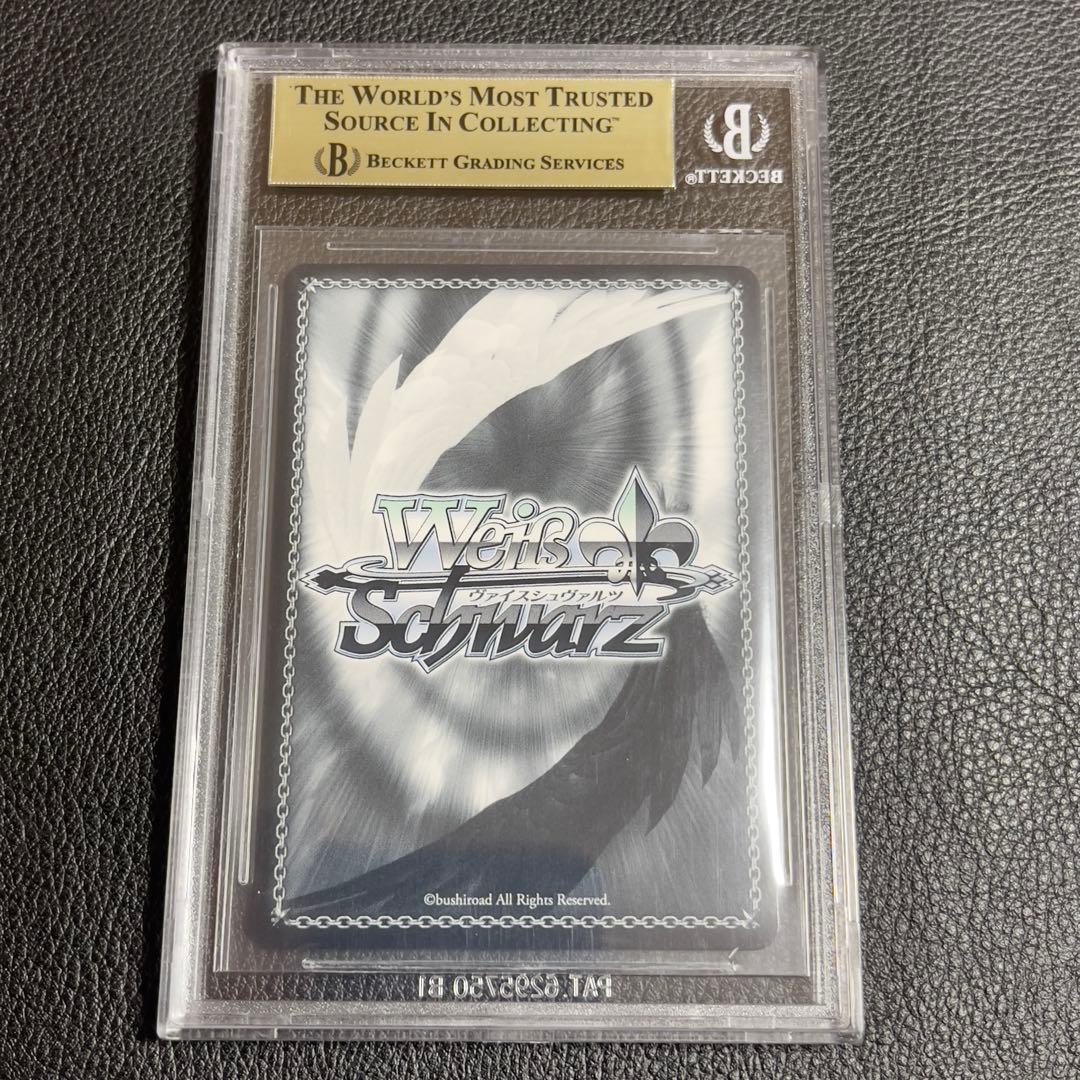 THE WORLD'S MOST TRUSTED
SOURCE IN COLLECTING™
B BECKETT GRADING SERVICES
B
BECKETT®
Weiß
ヴァイスシュヴァルツ
Schwarz
©bushiroad All Rights Reserved.
PAT. 6295750 B1